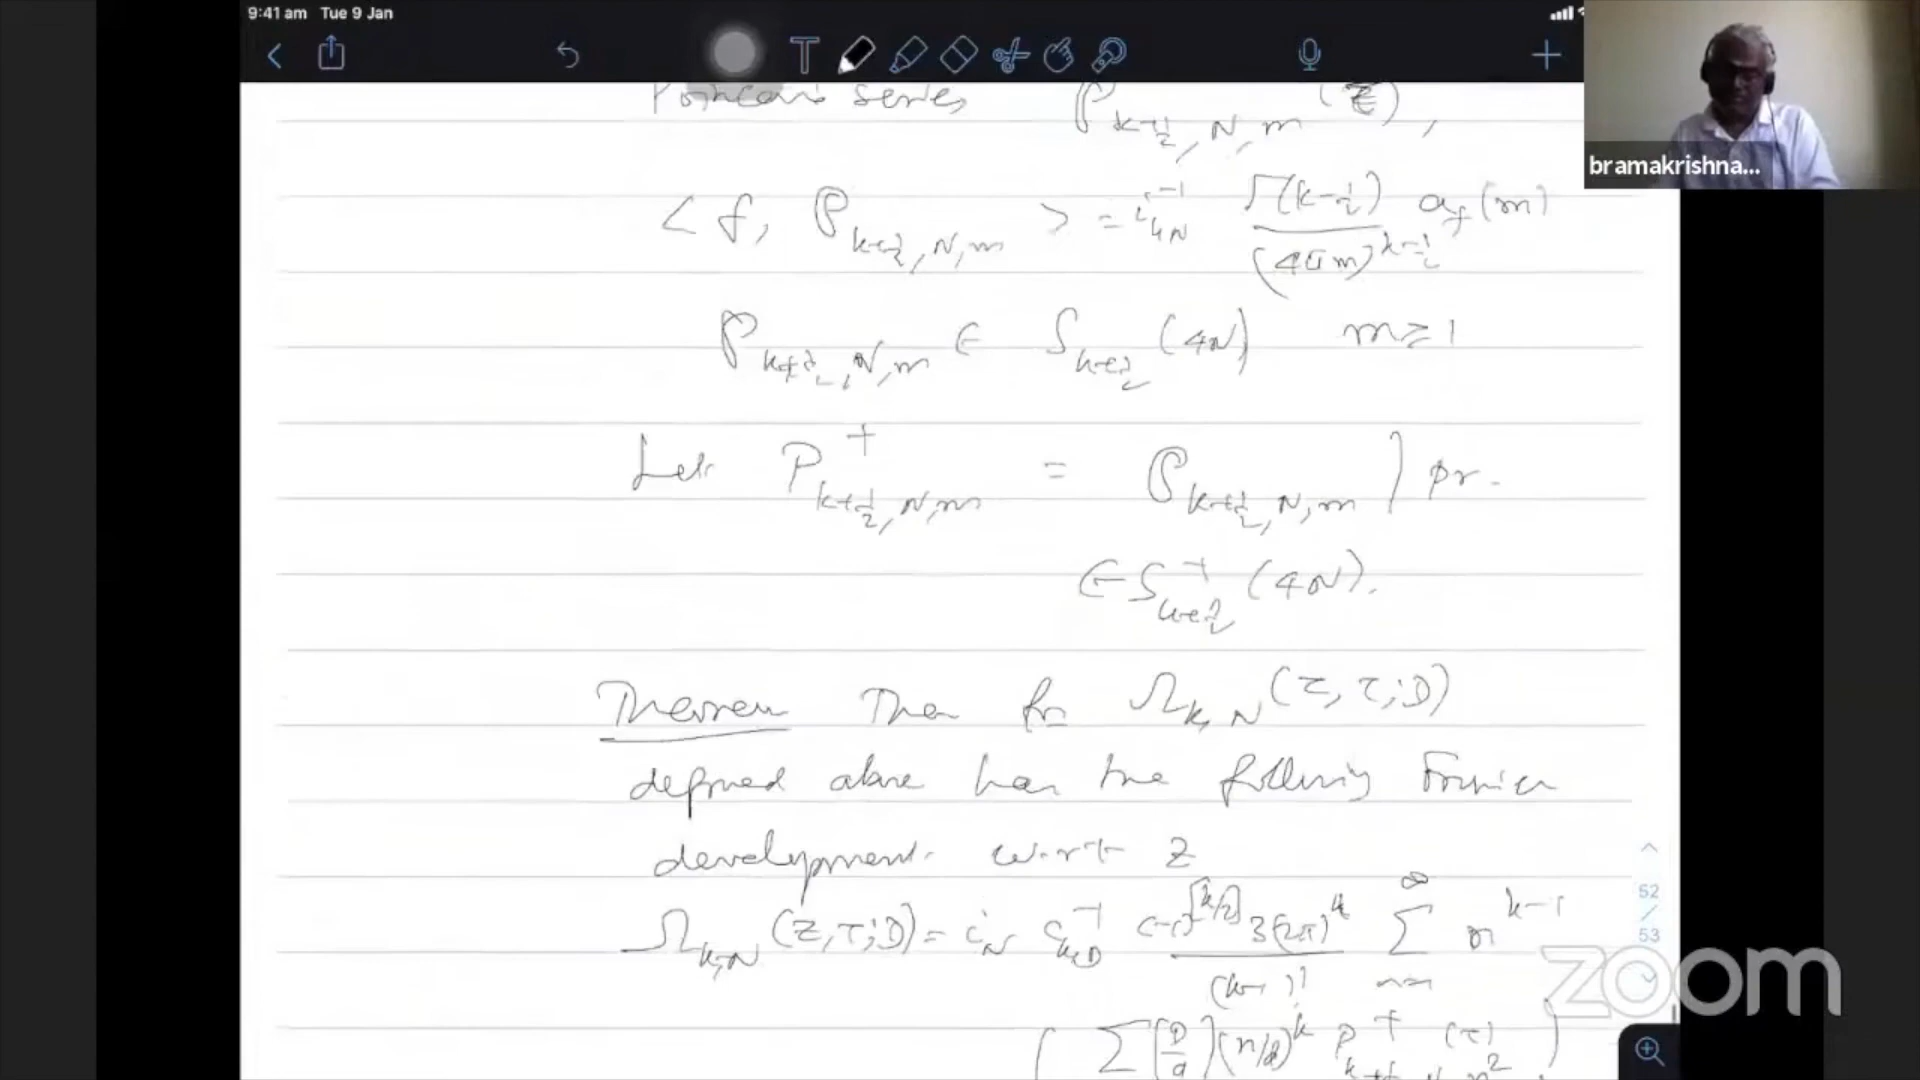 9:41 am Tue 9 Jan
bramakrishna...
Poincaré series P_{k+1/2, N, m} (z),
< f, P_{k+1/2, N, m} > = i_{4N}^{-1} Γ(k-1/2) / (4πm)^{k-1/2} a_f(m)
P_{k+1/2, N, m} ∈ S_{k+1/2} (4N) m ≥ 1
Let P^+_{k+1/2, N, m} = P_{k+1/2, N, m} | pr.
∈ S^+_{k+1/2} (4N).
Theorem Then fn Ω_{k,N} (z, τ; D)
defined above has the following Fourier
development w.r.t z
Ω_{k,N} (z, τ; D) = i_N c_{k,D}^{-1} (-1)^{[k/2]} 3(2π)^k / (k-1)! ∑_{n=1}^{∞} n^{k-1}
( ∑ (D/d) (n/d)^k P^+ (τ) )
52
/
53
zoom